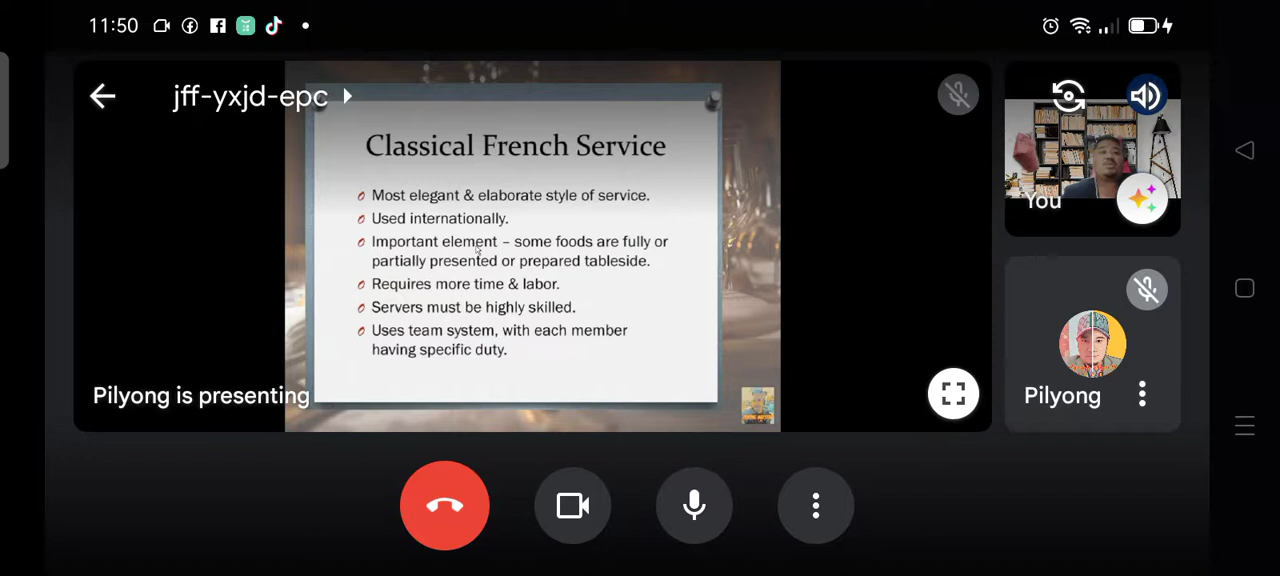 11:50
jff-yxjd-epc
Classical French Service
Most elegant & elaborate style of service.
Used internationally.
Important element – some foods are fully or
partially presented or prepared tableside.
Requires more time & labor.
Servers must be highly skilled.
Uses team system, with each member
having specific duty.
Pilyong is presenting
You
Pilyong